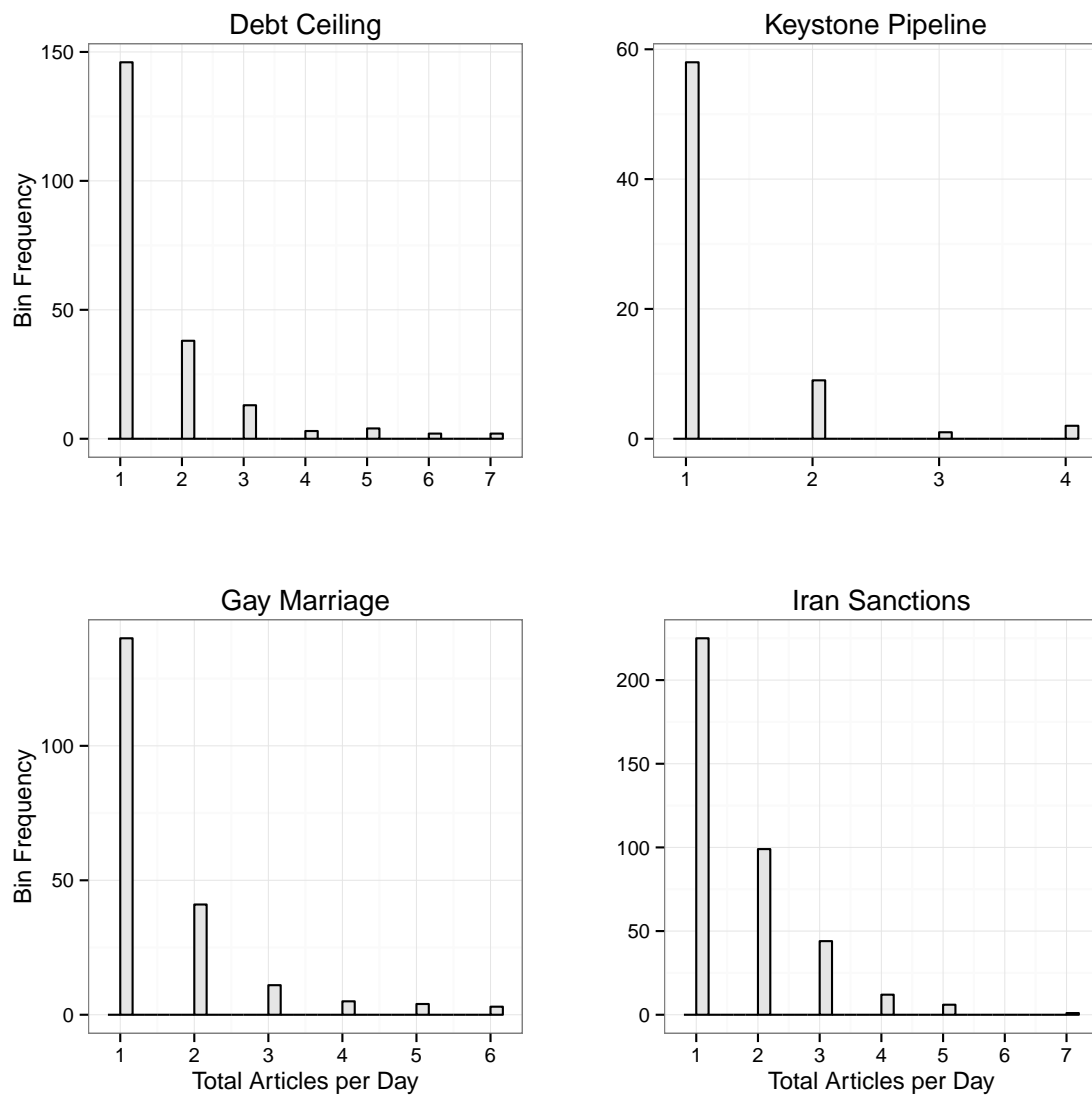 Debt Ceiling
150
100
50
0
Bin Frequency
1 2 3 4 5 6 7
Keystone Pipeline
60
40
20
0
1 2 3 4
Gay Marriage
100
50
0
Bin Frequency
1 2 3 4 5 6
Total Articles per Day
Iran Sanctions
200
150
100
50
0
1 2 3 4 5 6 7
Total Articles per Day